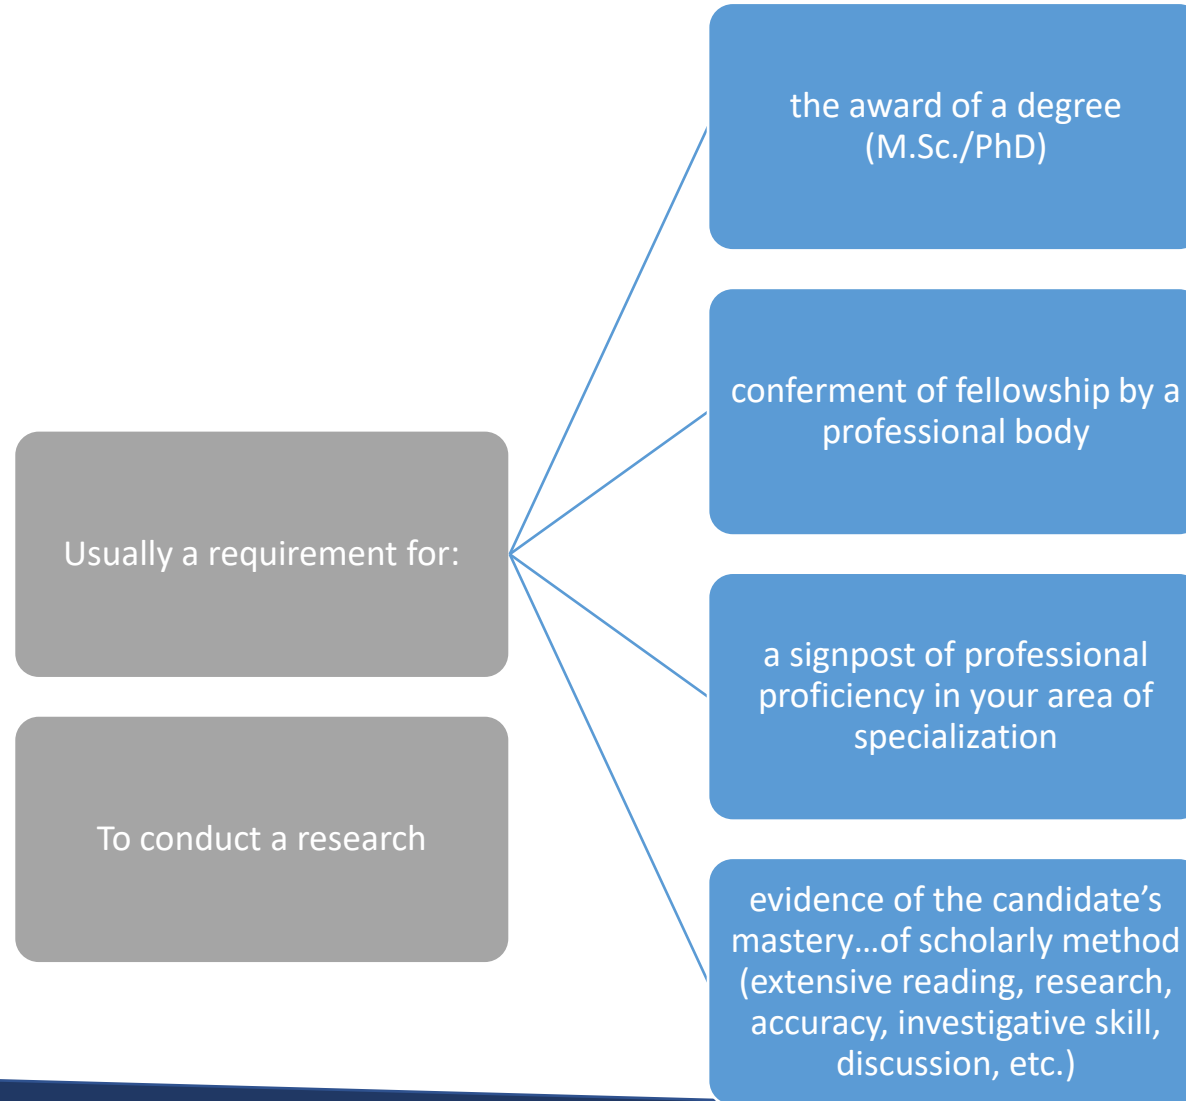 Usually a requirement for:
the award of a degree
(M.Sc./PhD)
conferment of fellowship by a
professional body
a signpost of professional
proficiency in your area of
specialization
evidence of the candidate’s
mastery…of scholarly method
(extensive reading, research,
accuracy, investigative skill,
discussion, etc.)
To conduct a research